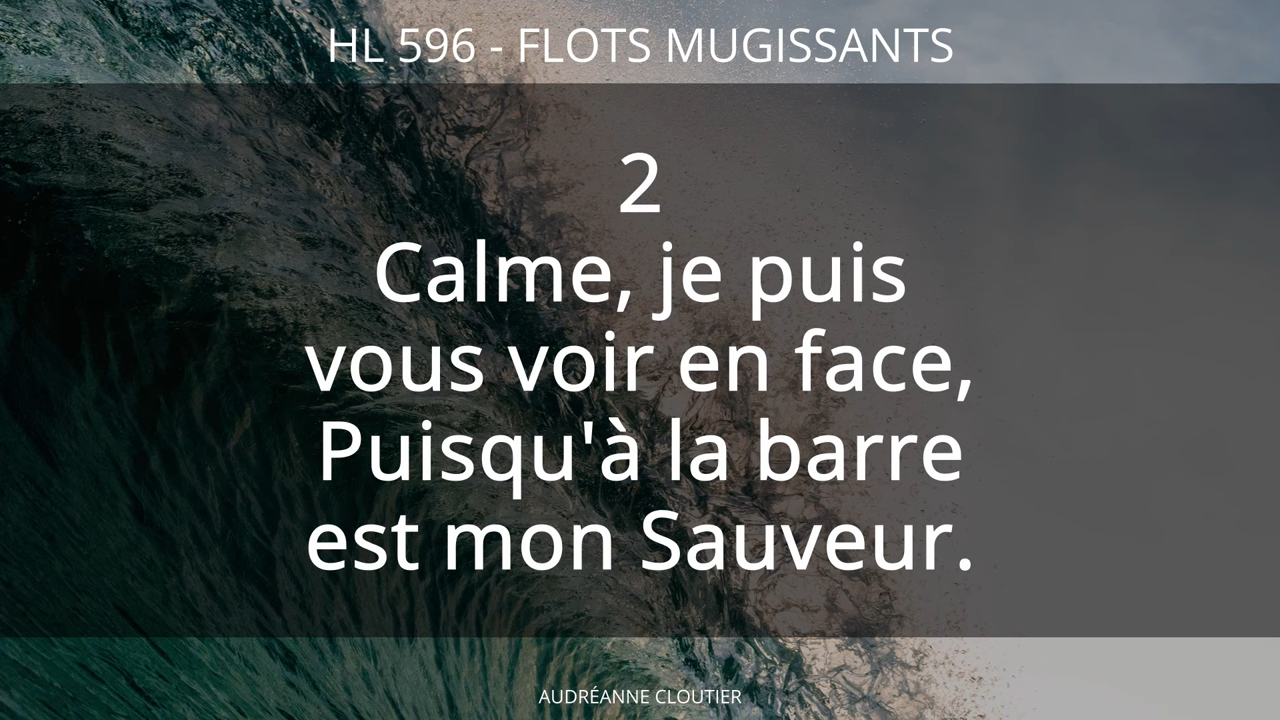 HL 596 - FLOTS MUGISSANTS
2
Calme, je puis
vous voir en face,
Puisqu'à la barre
est mon Sauveur.
AUDRÉANNE CLOUTIER